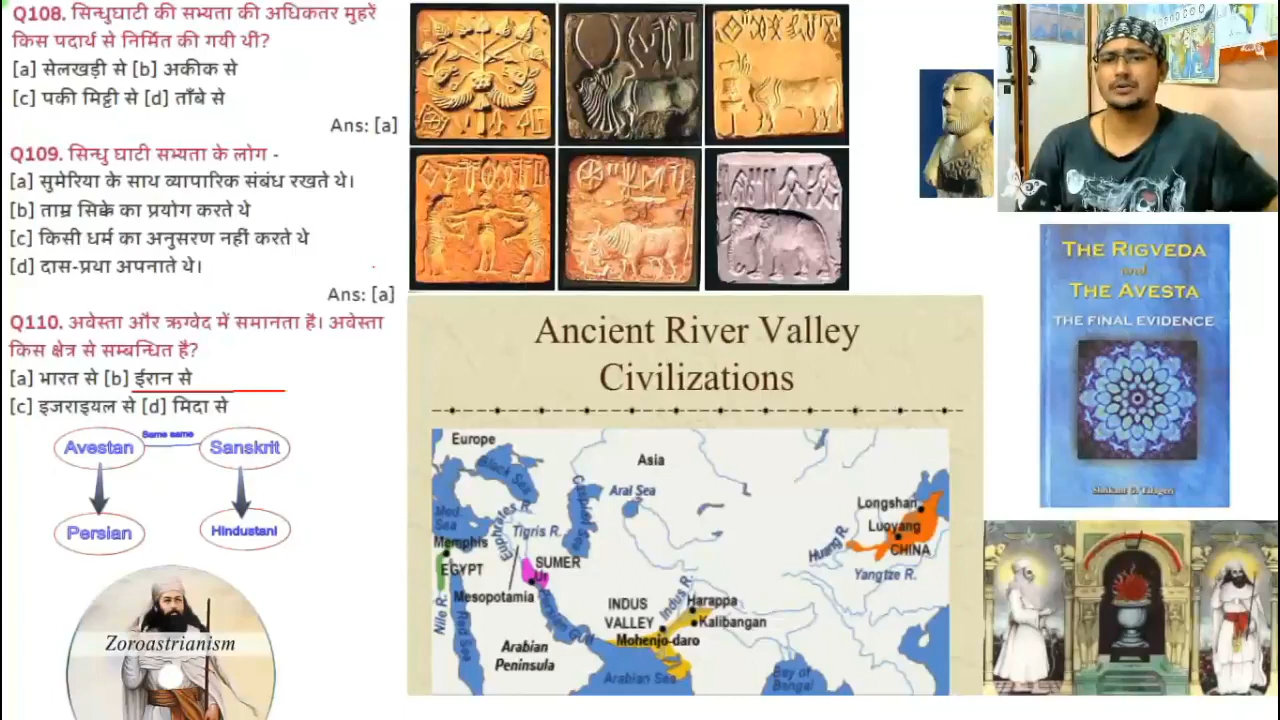 Q108. सिन्धुघाटी की सभ्यता की अधिकतर मुहरें
किस पदार्थ से निर्मित की गयी थीं?
[a] सेलखड़ी से [b] अकीक से
[c] पकी मिट्टी से [d] ताँबे से
Ans: [a]
Q109. सिन्धु घाटी सभ्यता के लोग -
[a] सुमेरिया के साथ व्यापारिक संबंध रखते थे।
[b] ताम्र सिक्के का प्रयोग करते थे
[c] किसी धर्म का अनुसरण नहीं करते थे
[d] दास-प्रथा अपनाते थे।
Ans: [a]
Q110. अवेस्ता और ऋग्वेद में समानता है। अवेस्ता
किस क्षेत्र से सम्बन्धित है?
[a] भारत से [b] ईरान से
[c] इजराइयल से [d] मिदा से
Avestan
Same same
Sanskrit
Persian
Hindustani
Zoroastrianism
Ancient River Valley
Civilizations
Europe
Asia
Black Sea
Caspian Sea
Aral Sea
Med
Sea
Euphrates R.
Tigris R.
Memphis
EGYPT
SUMER
Ur
Mesopotamia
Nile R.
Red Sea
Persian Gulf
Arabian
Peninsula
INDUS
VALLEY
Indus R.
Harappa
Kalibangan
Mohenjo-daro
Arabian Sea
Bay of
Bengal
Longshan
Luoyang
CHINA
Huang R.
Yangtze R.
THE RIGVEDA
and
THE AVESTA
THE FINAL EVIDENCE
Shrikant G. Talageri